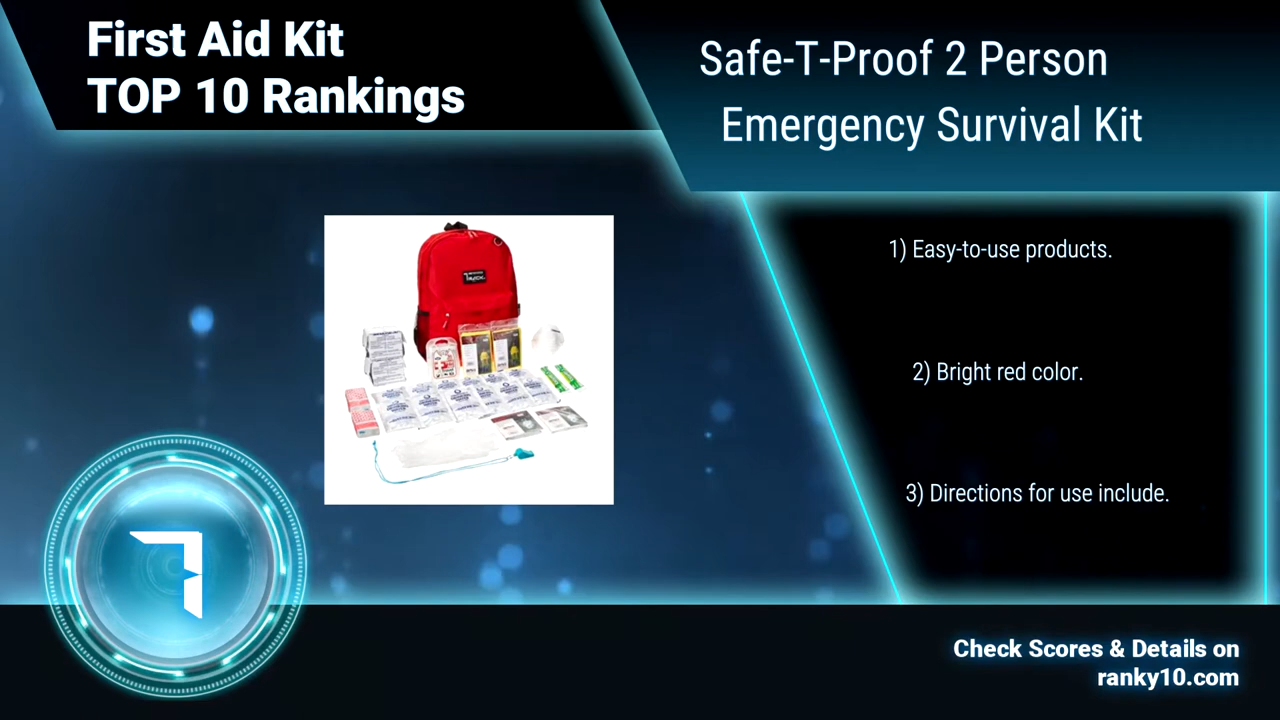 First Aid Kit
TOP 10 Rankings
Safe-T-Proof 2 Person
Emergency Survival Kit
1) Easy-to-use products.
2) Bright red color.
3) Directions for use include.
7
Check Scores & Details on
ranky10.com